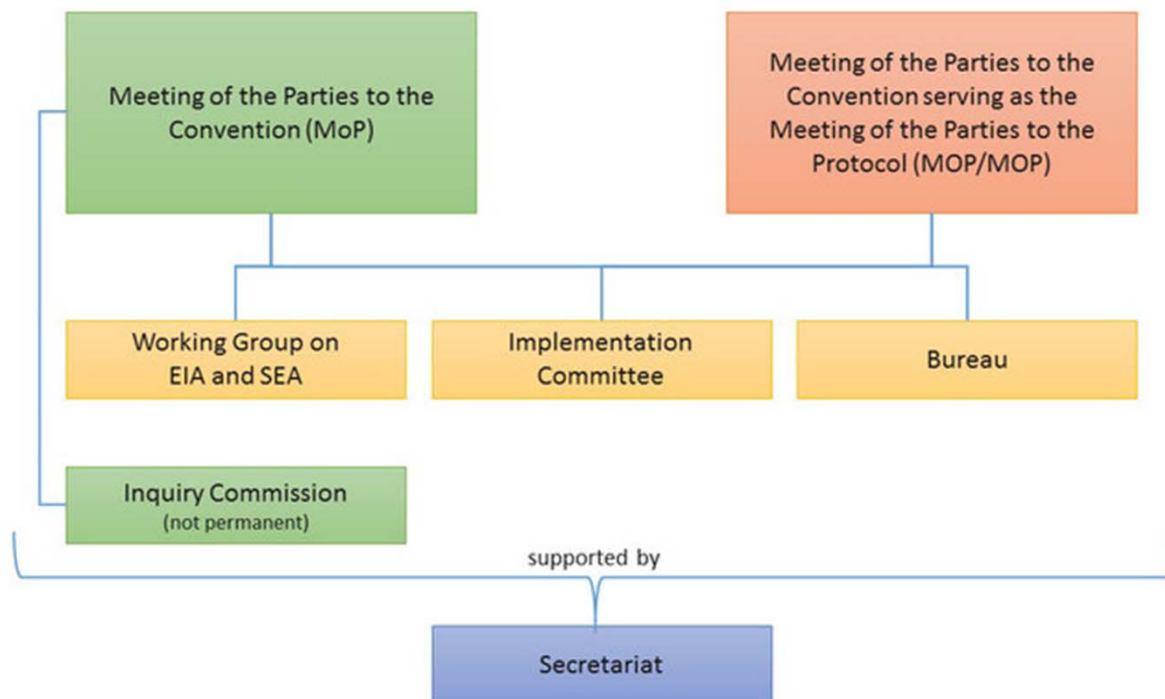 Meeting of the Parties to the
Convention (MoP)
Meeting of the Parties to the
Convention serving as the
Meeting of the Parties to the
Protocol (MOP/MOP)
Working Group on
EIA and SEA
Implementation
Committee
Bureau
Inquiry Commission
(not permanent)
supported by
Secretariat